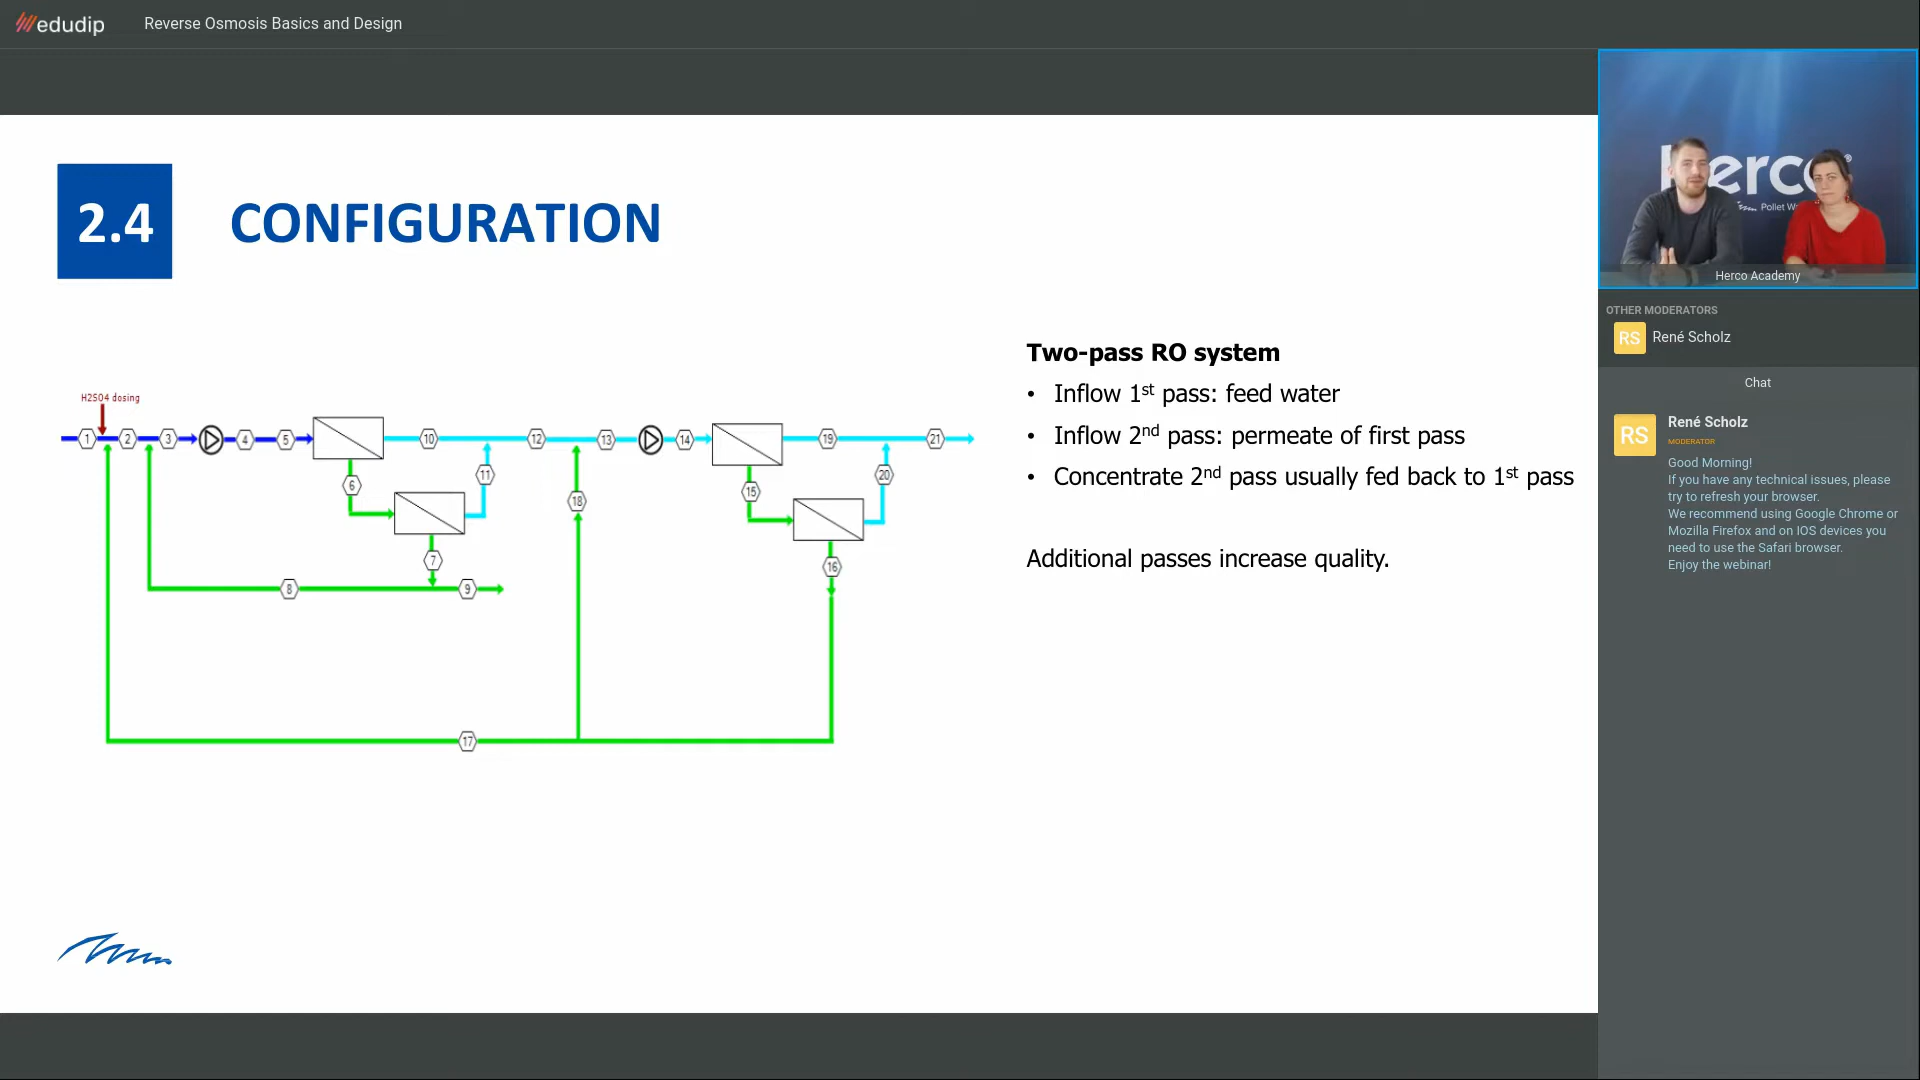 edudip
Reverse Osmosis Basics and Design
2.4
CONFIGURATION
H2SO4 dosing
1
2
3
4
5
10
12
13
14
19
21
6
11
18
15
20
7
16
8
9
17
Two-pass RO system
• Inflow 1st pass: feed water
• Inflow 2nd pass: permeate of first pass
• Concentrate 2nd pass usually fed back to 1st pass
Additional passes increase quality.
Herco
Pollet W
Herco Academy
OTHER MODERATORS
RS
René Scholz
Chat
RS
René Scholz
MODERATOR
Good Morning!
If you have any technical issues, please
try to refresh your browser.
We recommend using Google Chrome or
Mozilla Firefox and on IOS devices you
need to use the Safari browser.
Enjoy the webinar!